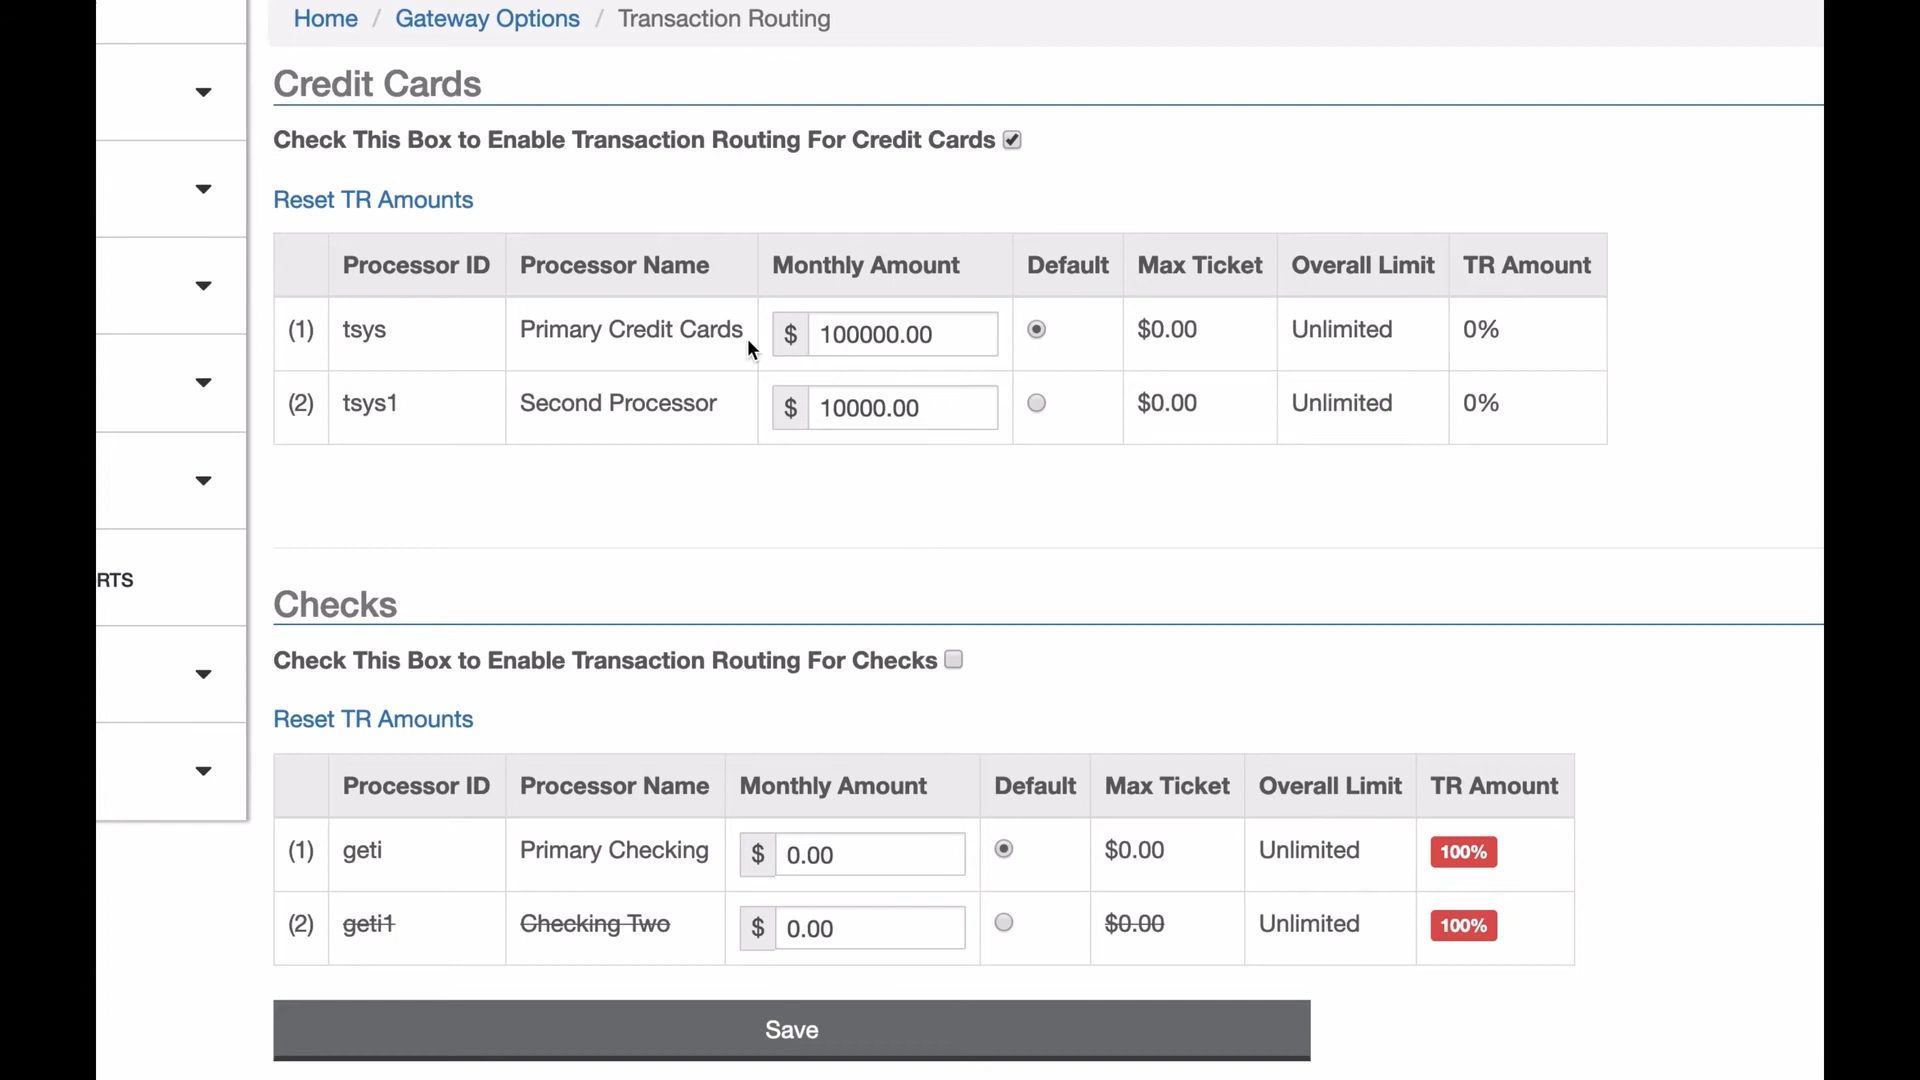 Home / Gateway Options / Transaction Routing
Credit Cards
Check This Box to Enable Transaction Routing For Credit Cards
Reset TR Amounts
Processor ID Processor Name Monthly Amount Default Max Ticket Overall Limit TR Amount
(1) tsys Primary Credit Cards $ 100000.00 $0.00 Unlimited 0%
(2) tsys1 Second Processor $ 10000.00 $0.00 Unlimited 0%
RTS
Checks
Check This Box to Enable Transaction Routing For Checks
Reset TR Amounts
Processor ID Processor Name Monthly Amount Default Max Ticket Overall Limit TR Amount
(1) geti Primary Checking $ 0.00 $0.00 Unlimited 100%
(2) geti1 Checking Two $ 0.00 $0.00 Unlimited 100%
Save